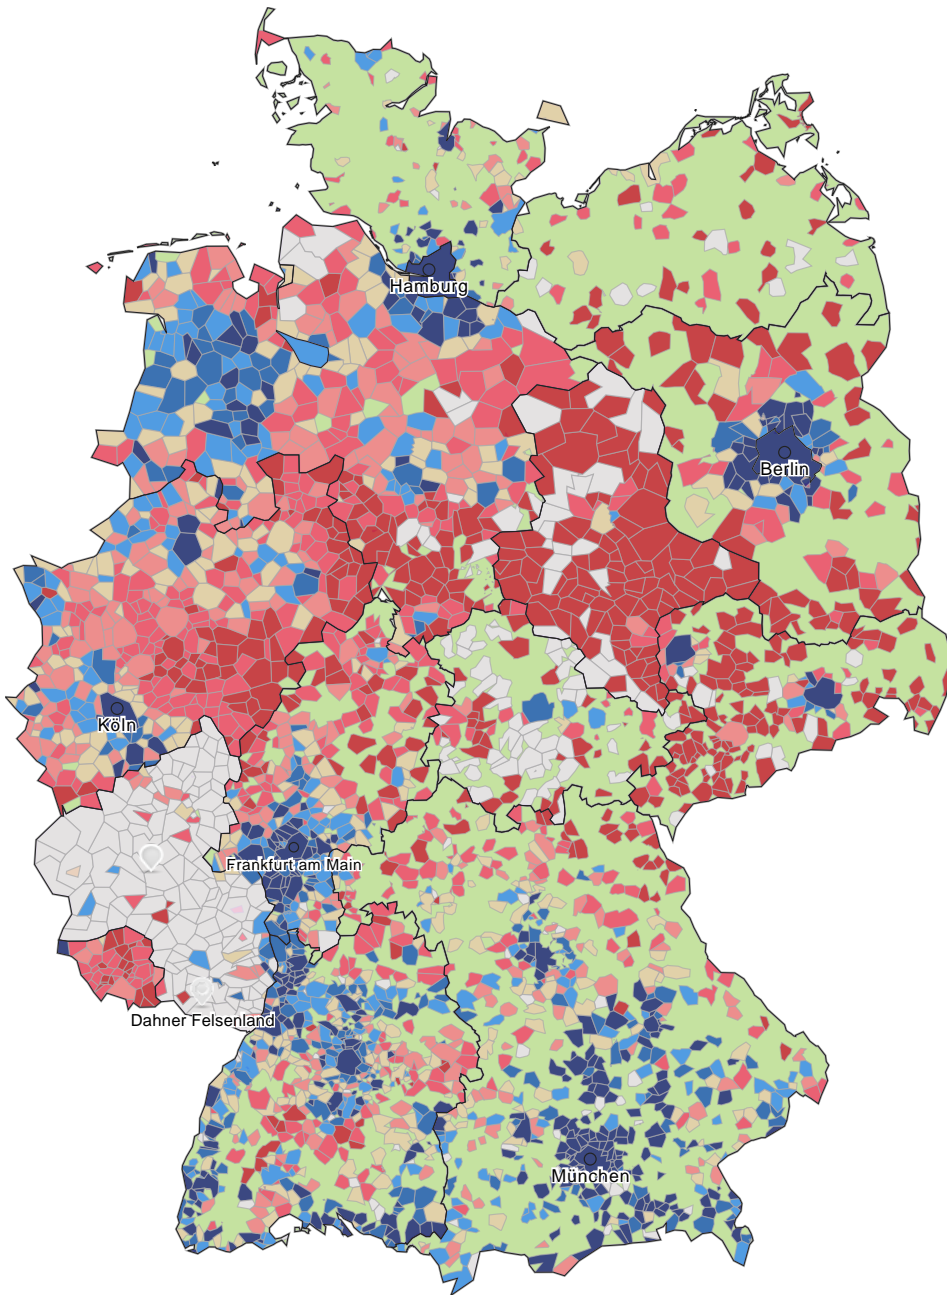 Hamburg
Berlin
Köln
Frankfurt am Main
Dahner Felsenland
München